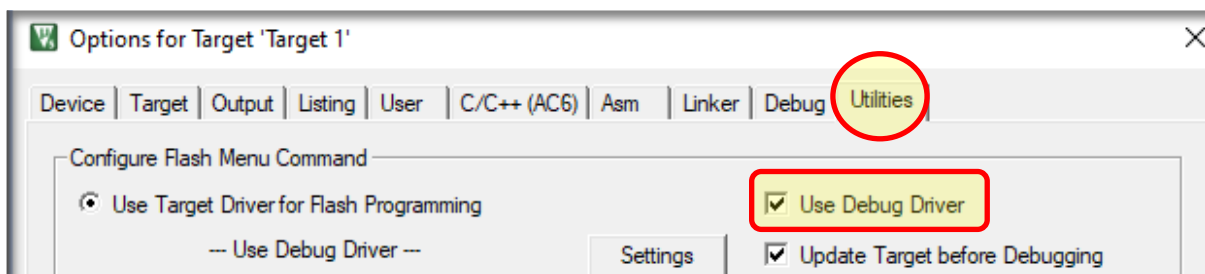 Options for Target 'Target 1'
Device Target Output Listing User C/C++ (AC6) Asm Linker Debug Utilities
Configure Flash Menu Command
Use Target Driver for Flash Programming Use Debug Driver
--- Use Debug Driver --- Settings Update Target before Debugging